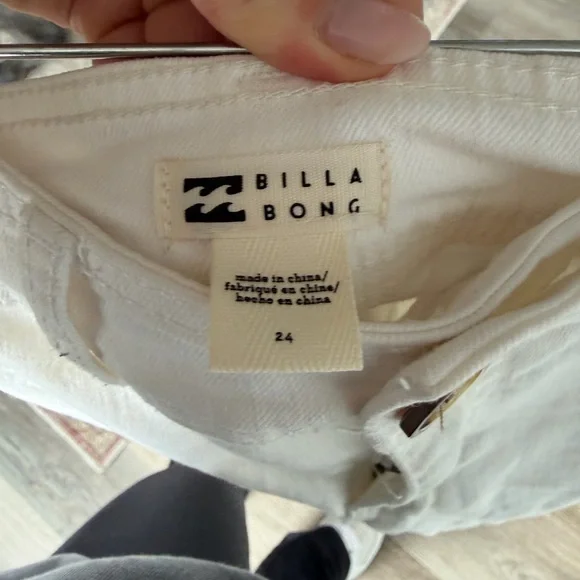 BILLA
BONG
made in china/
fabriqué en chine/
hecho en china
24